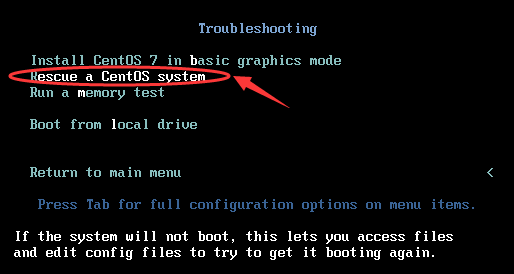 Troubleshooting
Install CentOS 7 in basic graphics mode
Rescue a CentOS system
Run a memory test
Boot from local drive
Return to main menu <
Press Tab for full configuration options on menu items.
If the system will not boot, this lets you access files
and edit config files to try to get it booting again.